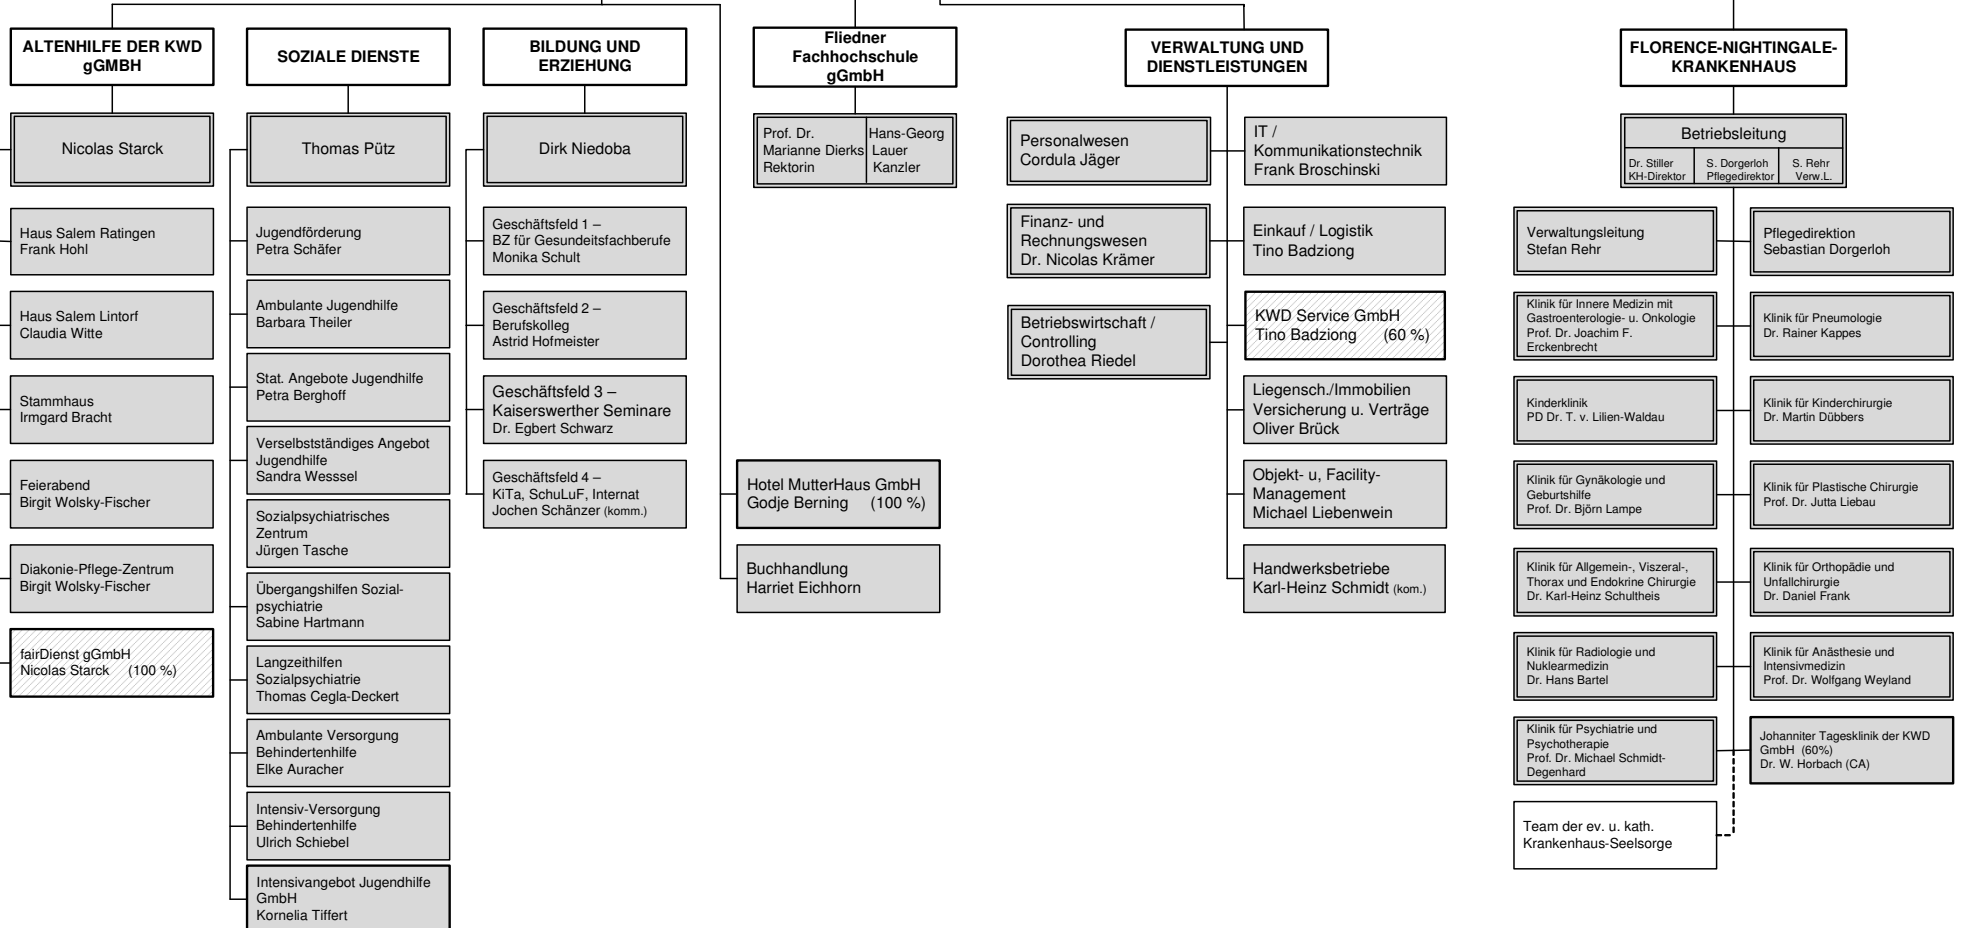 ALTENHILFE DER KWD
gGMBH
Nicolas Starck
Haus Salem Ratingen
Frank Hohl
Haus Salem Lintorf
Claudia Witte
Stammhaus
Irmgard Bracht
Feierabend
Birgit Wolsky-Fischer
Diakonie-Pflege-Zentrum
Birgit Wolsky-Fischer
fairDienst gGmbH
Nicolas Starck (100 %)
SOZIALE DIENSTE
Thomas Pütz
Jugendförderung
Petra Schäfer
Ambulante Jugendhilfe
Barbara Theiler
Stat. Angebote Jugendhilfe
Petra Berghoff
Verselbstständiges Angebot
Jugendhilfe
Sandra Wesssel
Sozialpsychiatrisches
Zentrum
Jürgen Tasche
Übergangshilfen Sozial-
psychiatrie
Sabine Hartmann
Langzeithilfen
Sozialpsychiatrie
Thomas Cegla-Deckert
Ambulante Versorgung
Behindertenhilfe
Elke Auracher
Intensiv-Versorgung
Behindertenhilfe
Ulrich Schiebel
Intensivangebot Jugendhilfe
GmbH
Kornelia Tiffert
BILDUNG UND
ERZIEHUNG
Dirk Niedoba
Geschäftsfeld 1 –
BZ für Gesundeitsfachberufe
Monika Schult
Geschäftsfeld 2 –
Berufskolleg
Astrid Hofmeister
Geschäftsfeld 3 –
Kaiserswerther Seminare
Dr. Egbert Schwarz
Geschäftsfeld 4 –
KiTa, SchuLuF, Internat
Jochen Schänzer (komm.)
Hotel MutterHaus GmbH
Godje Berning (100 %)
Buchhandlung
Harriet Eichhorn
Fliedner
Fachhochschule
gGmbH
Prof. Dr.
Marianne Dierks
Rektorin
Hans-Georg
Lauer
Kanzler
VERWALTUNG UND
DIENSTLEISTUNGEN
Personalwesen
Cordula Jäger
IT /
Kommunikationstechnik
Frank Broschinski
Finanz- und
Rechnungswesen
Dr. Nicolas Krämer
Einkauf / Logistik
Tino Badziong
Betriebswirtschaft /
Controlling
Dorothea Riedel
KWD Service GmbH
Tino Badziong (60 %)
Liegensch./Immobilien
Versicherung u. Verträge
Oliver Brück
Objekt- u, Facility-
Management
Michael Liebenwein
Handwerksbetriebe
Karl-Heinz Schmidt (kom.)
FLORENCE-NIGHTINGALE-
KRANKENHAUS
Betriebsleitung
Dr. Stiller
KH-Direktor
S. Dorgerloh
Pflegedirektor
S. Rehr
Verw.L.
Verwaltungsleitung
Stefan Rehr
Pflegedirektion
Sebastian Dorgerloh
Klinik für Innere Medizin mit
Gastroenterologie- u. Onkologie
Prof. Dr. Joachim F.
Erckenbrecht
Klinik für Pneumologie
Dr. Rainer Kappes
Kinderklinik
PD Dr. T. v. Lilien-Waldau
Klinik für Kinderchirurgie
Dr. Martin Dübbers
Klinik für Gynäkologie und
Geburtshilfe
Prof. Dr. Björn Lampe
Klinik für Plastische Chirurgie
Prof. Dr. Jutta Liebau
Klinik für Allgemein-, Viszeral-,
Thorax und Endokrine Chirurgie
Dr. Karl-Heinz Schultheis
Klinik für Orthopädie und
Unfallchirurgie
Dr. Daniel Frank
Klinik für Radiologie und
Nuklearmedizin
Dr. Hans Bartel
Klinik für Anästhesie und
Intensivmedizin
Prof. Dr. Wolfgang Weyland
Klinik für Psychiatrie und
Psychotherapie
Prof. Dr. Michael Schmidt-
Degenhard
Johanniter Tagesklinik der KWD
GmbH (60%)
Dr. W. Horbach (CA)
Team der ev. u. kath.
Krankenhaus-Seelsorge